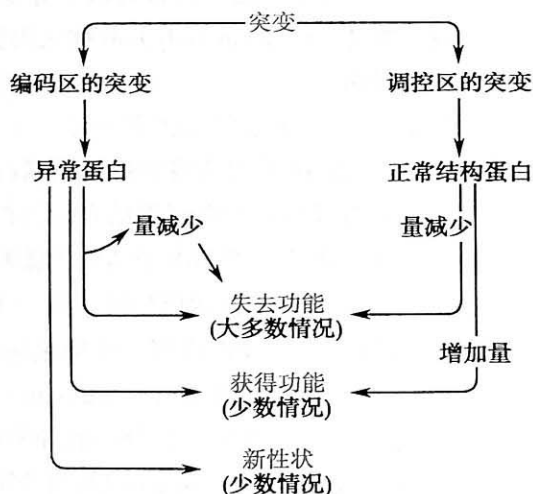 突变
编码区的突变
调控区的突变
异常蛋白
正常结构蛋白
量减少
量减少
失去功能
(大多数情况)
增加量
获得功能
(少数情况)
新性状
(少数情况)